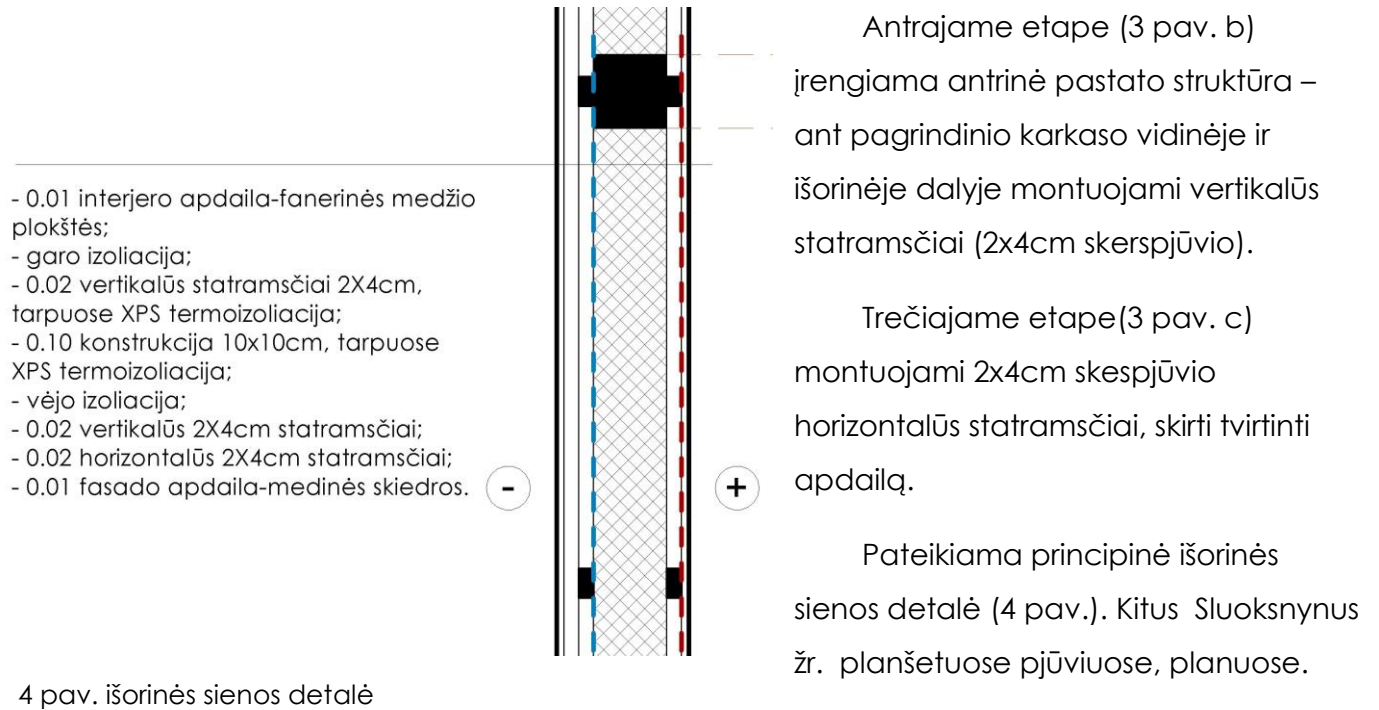 - 0.01 interjero apdaila-fanerinės medžio
plokštės;
- garo izoliacija;
- 0.02 vertikalūs statramsčiai 2X4cm,
tarpuose XPS termoizoliacija;
- 0.10 konstrukcija 10x10cm, tarpuose
XPS termoizoliacija;
- vėjo izoliacija;
- 0.02 vertikalūs 2X4cm statramsčiai;
- 0.02 horizontalūs 2X4cm statramsčiai;
- 0.01 fasado apdaila-medinės skiedros.
-
+
4 pav. išorinės sienos detalė
Antrajame etape (3 pav. b)
įrengiama antrinė pastato struktūra –
ant pagrindinio karkaso vidinėje ir
išorinėje dalyje montuojami vertikalūs
statramsčiai (2x4cm skerspjūvio).
Trečiajame etape(3 pav. c)
montuojami 2x4cm skespjūvio
horizontalūs statramsčiai, skirti tvirtinti
apdailą.
Pateikiama principinė išorinės
sienos detalė (4 pav.). Kitus Sluoksnynus
žr. planšetuose pjūviuose, planuose.